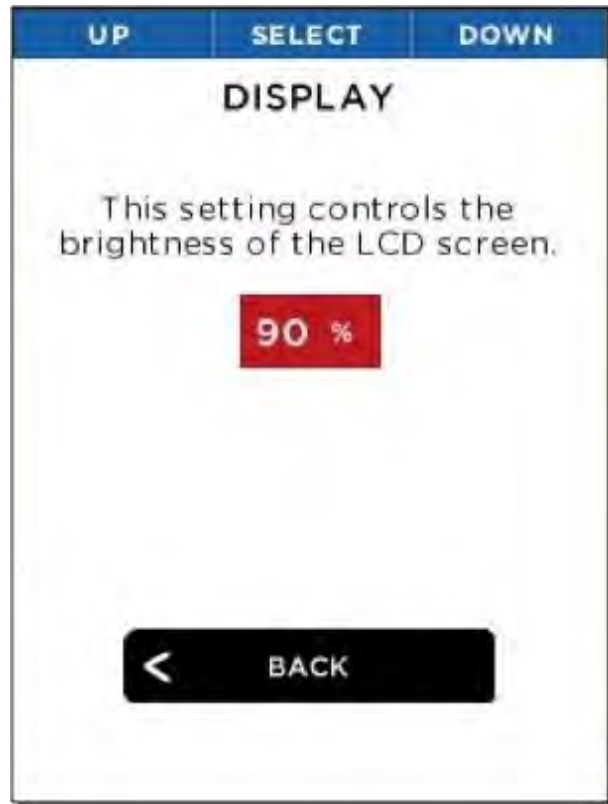 UP SELECT DOWN
DISPLAY
This setting controls the
brightness of the LCD screen.
90 %
< BACK